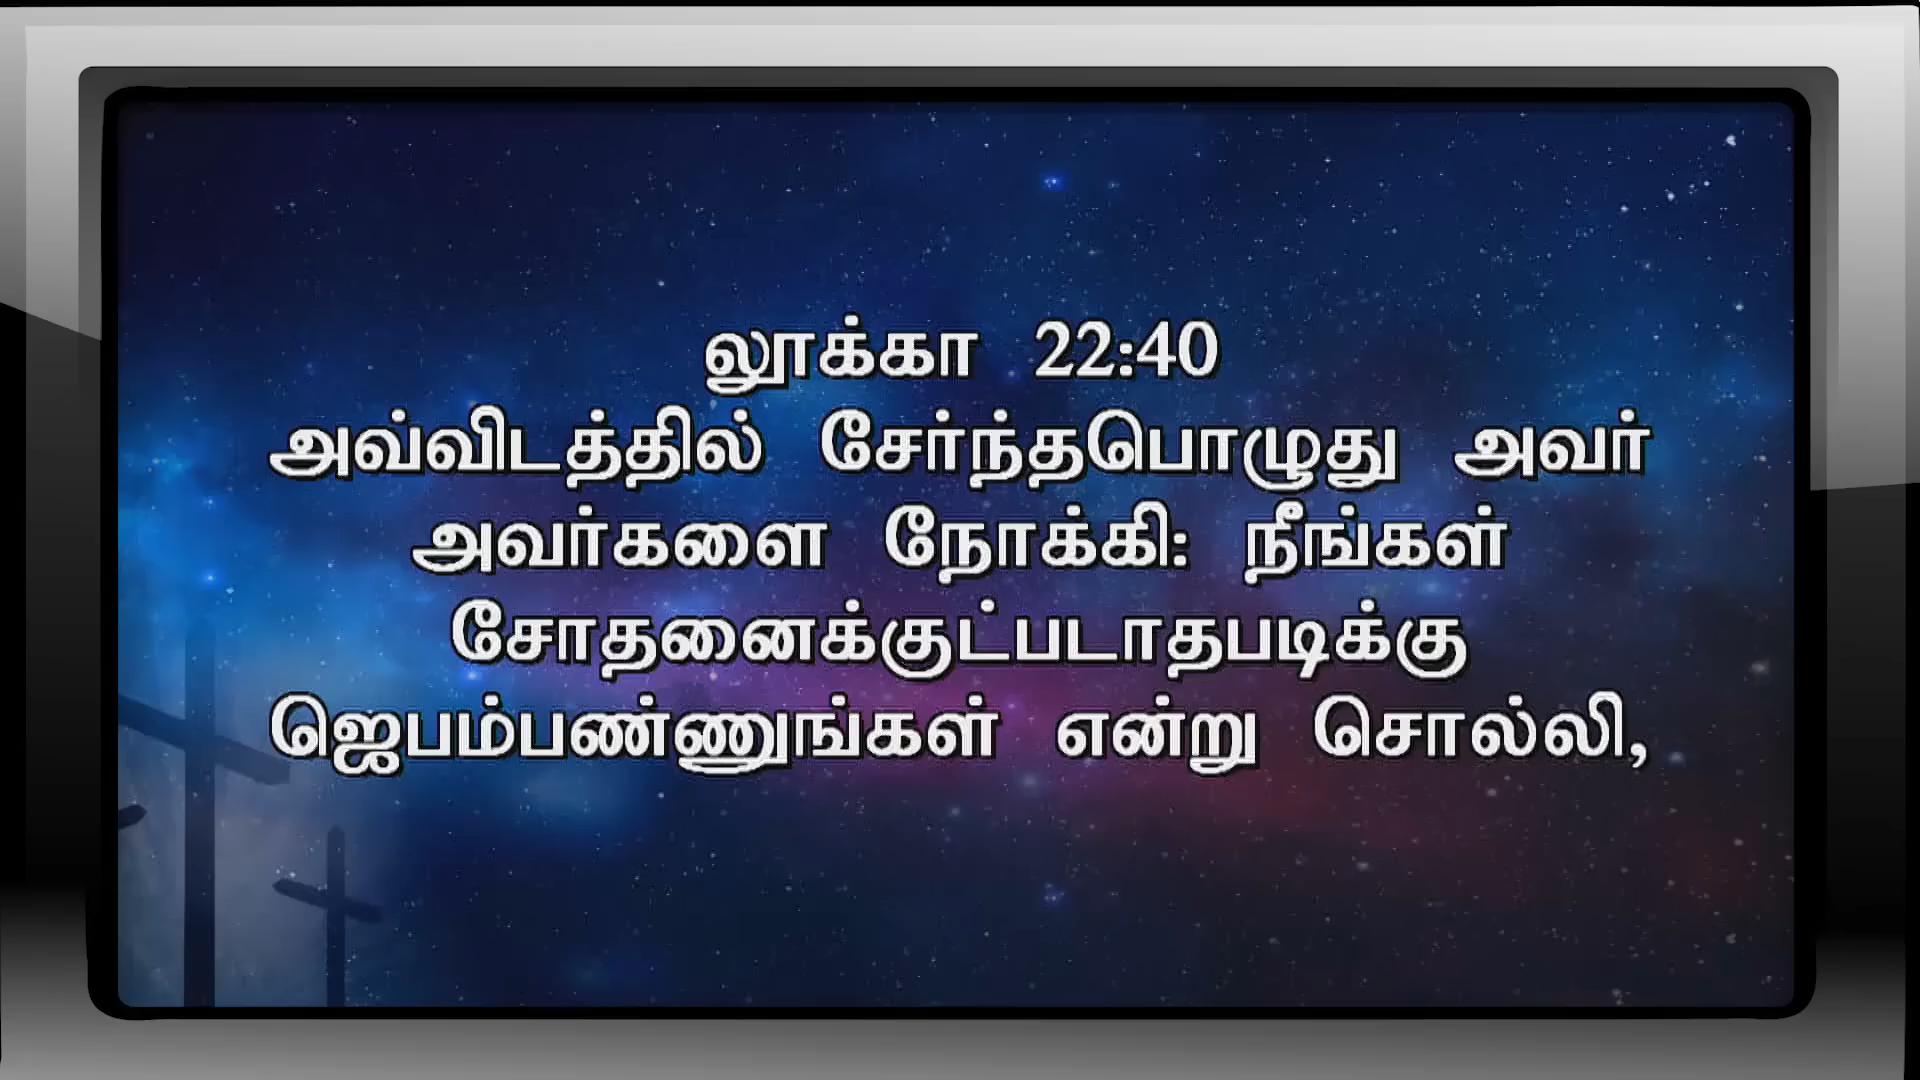 லூக்கா 22:40
அவ்விடத்தில் சேர்ந்தபொழுது அவர்
அவர்களை நோக்கி: நீங்கள்
சோதனைக்குட்படாதபடிக்கு
ஜெபம்பண்ணுங்கள் என்று சொல்லி,